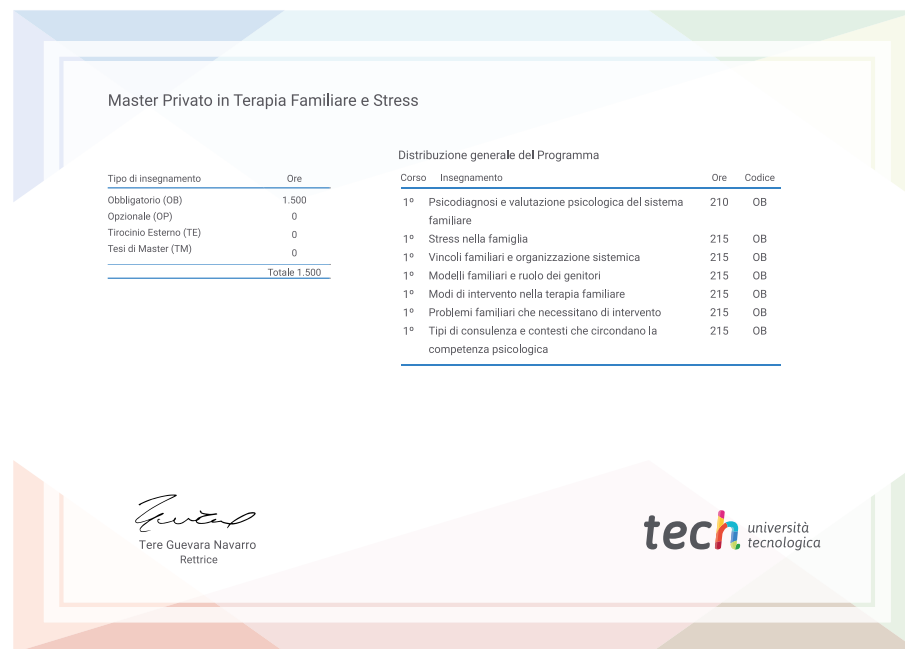 Master Privato in Terapia Familiare e Stress
Tipo di insegnamento Ore
Obbligatorio (OB) 1.500
Opzionale (OP) 0
Tirocinio Esterno (TE) 0
Tesi di Master (TM) 0
Totale 1.500
Distribuzione generale del Programma
Corso Insegnamento Ore Codice
1º Psicodiagnosi e valutazione psicologica del sistema 210 OB
familiare
1º Stress nella famiglia 215 OB
1º Vincoli familiari e organizzazione sistemica 215 OB
1º Modelli familiari e ruolo dei genitori 215 OB
1º Modi di intervento nella terapia familiare 215 OB
1º Problemi familiari che necessitano di intervento 215 OB
1º Tipi di consulenza e contesti che circondano la 215 OB
competenza psicologica
Tere Guevara Navarro
Rettrice
tech università
tecnologica